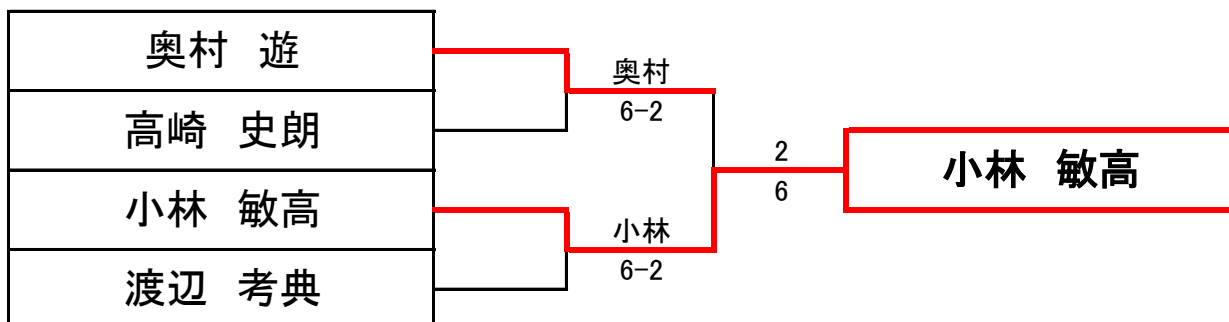 奥村 遊
高崎 史朗
小林 敏高
渡辺 考典
奥村
6-2
小林
6-2
2
6
小林 敏高